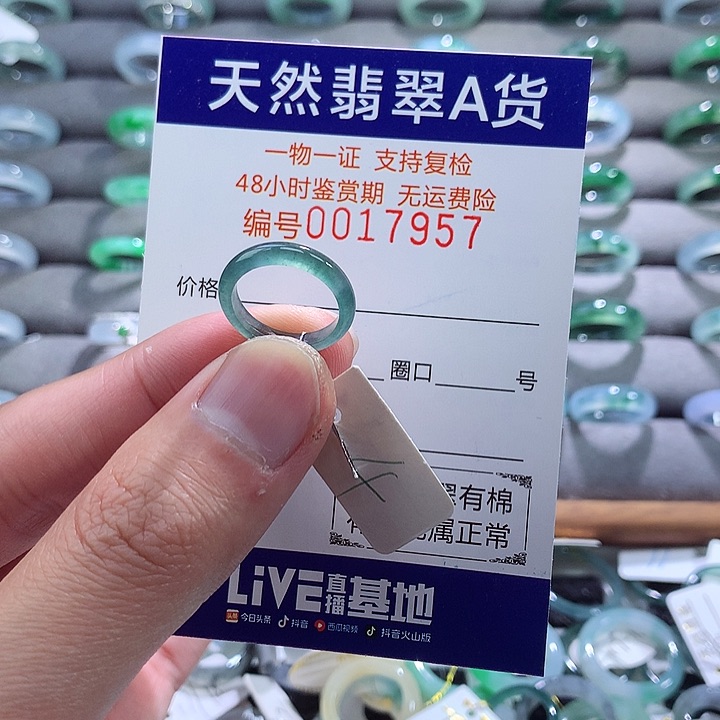 天然翡翠A货
一物一证 支持复检
48小时鉴赏期 无运费险
编号0017957
价格
圈口 号
有棉
属正常
LiVE直播基地
头条 今日头条 抖音 西瓜视频 抖音火山版